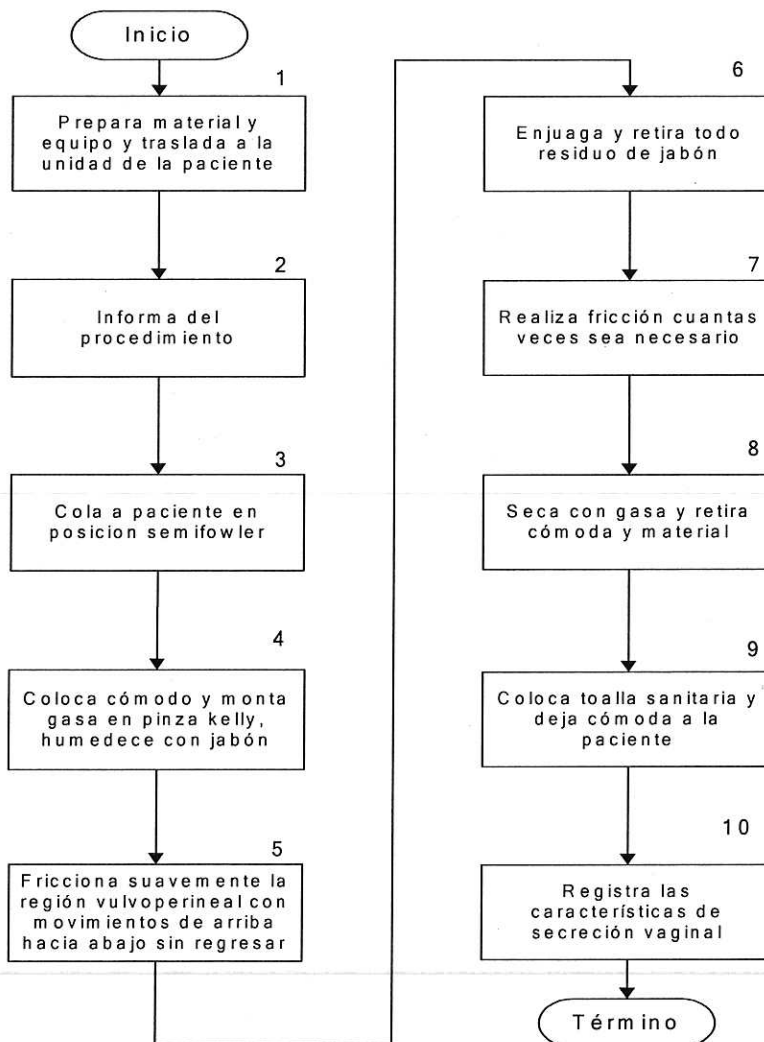 Inicio
1
Prepara material y
equipo y traslada a la
unidad de la paciente
2
Informa del
procedimiento
3
Cola a paciente en
posicion semifowler
4
Coloca cómodo y monta
gasa en pinza kelly,
humedece con jabón
5
Fricciona suavemente la
región vulvoperineal con
movimientos de arriba
hacia abajo sin regresar
6
Enjuaga y retira todo
residuo de jabón
7
Realiza fricción cuantas
veces sea necesario
8
Seca con gasa y retira
cómoda y material
9
Coloca toalla sanitaria y
deja cómoda a la
paciente
10
Registra las
características de
secreción vaginal
Término